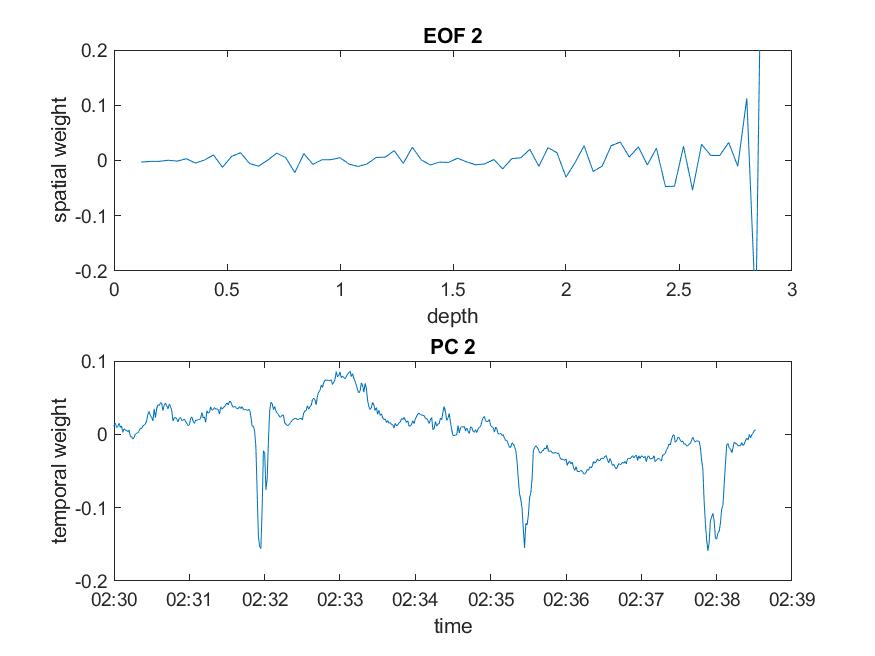 EOF 2
0.2
0.1
0
-0.1
-0.2
spatial weight
0 0.5 1 1.5 2 2.5 3
depth
PC 2
0.1
0
-0.1
-0.2
temporal weight
02:30 02:31 02:32 02:33 02:34 02:35 02:36 02:37 02:38 02:39
time